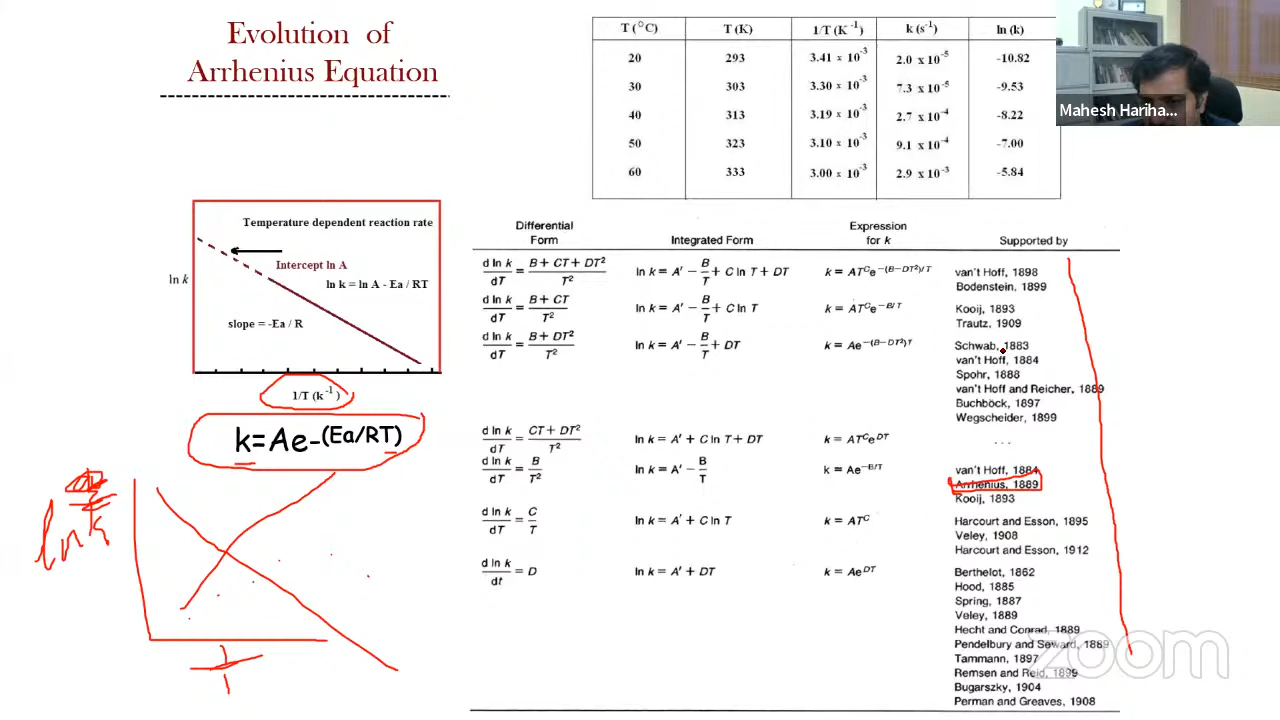 Evolution of
Arrhenius Equation
T (°C) T (K) 1/T (K⁻¹) k (s⁻¹) ln (k)
20 293 3.41 x 10⁻³ 2.0 x 10⁻⁵ -10.82
30 303 3.30 x 10⁻³ 7.3 x 10⁻⁵ -9.53
40 313 3.19 x 10⁻³ 2.7 x 10⁻⁴ -8.22
50 323 3.10 x 10⁻³ 9.1 x 10⁻⁴ -7.00
60 333 3.00 x 10⁻³ 2.9 x 10⁻³ -5.84
Mahesh Hariha...
Temperature dependent reaction rate
Intercept ln A
ln k = ln A - Ea / RT
slope = -Ea / R
ln k
1/T (k⁻¹)
k=Ae-(Ea/RT)
ln k
1
T
Differential Form Integrated Form Expression for k Supported by
d ln k/dT = B + CT + DT²/T² ln k = A′ − B/T + C ln T + DT k = ATᶜe⁻⁽ᴮ⁻ᴰᵀ²⁾/ᵀ van't Hoff, 1898
Bodenstein, 1899
d ln k/dT = B + CT/T² ln k = A′ − B/T + C ln T k = ATᶜe⁻ᴮ/ᵀ Kooij, 1893
Trautz, 1909
d ln k/dT = B + DT²/T² ln k = A′ − B/T + DT k = Ae⁻⁽ᴮ⁻ᴰᵀ²⁾ᵀ Schwab, 1883
van't Hoff, 1884
Spohr, 1888
van't Hoff and Reicher, 1889
Buchböck, 1897
Wegscheider, 1899
d ln k/dT = CT + DT²/T² ln k = A′ + C ln T + DT k = ATᶜeᴰᵀ ...
d ln k/dT = B/T² ln k = A′ − B/T k = Ae⁻ᴮ/ᵀ van't Hoff, 1884
Arrhenius, 1889
Kooij, 1893
d ln k/dT = C/T ln k = A′ + C ln T k = ATᶜ Harcourt and Esson, 1895
Veley, 1908
Harcourt and Esson, 1912
d ln k/dt = D ln k = A′ + DT k = Aeᴰᵀ Berthelot, 1862
Hood, 1885
Spring, 1887
Veley, 1889
Hecht and Conrad, 1889
Pendelbury and Seward, 1889
Tammann, 1897
Remsen and Reid, 1899
Bugarszky, 1904
Perman and Greaves, 1908
zoom